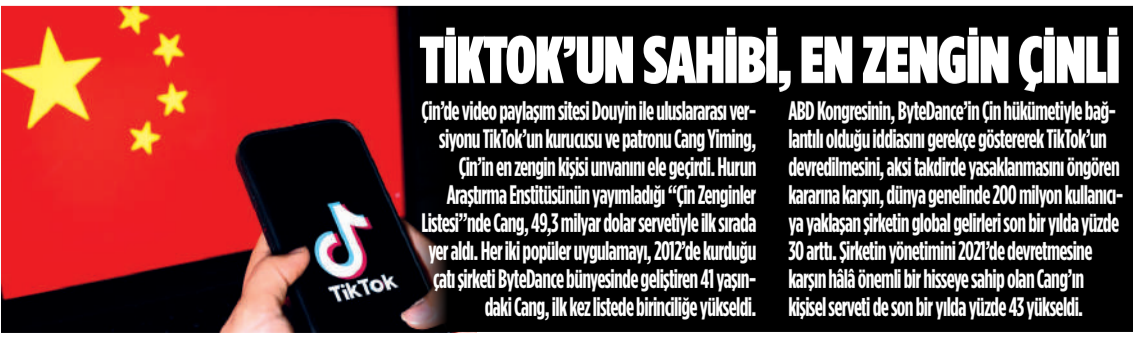 TİKTOK’UN SAHİBİ, EN ZENGİN ÇİNLİ
Çin’de video paylaşım sitesi Douyin ile uluslararası ver-
siyonu TikTok’un kurucusu ve patronu Cang Yiming,
Çin’in en zengin kişisi unvanını ele geçirdi. Hurun
Araştırma Enstitüsünün yayımladığı “Çin Zenginler
Listesi”nde Cang, 49,3 milyar dolar servetiyle ilk sırada
yer aldı. Her iki popüler uygulamayı, 2012’de kurduğu
çatı şirketi ByteDance bünyesinde geliştiren 41 yaşın-
daki Cang, ilk kez listede birinciliğe yükseldi.
ABD Kongresinin, ByteDance’in Çin hükümetiyle bağ-
lantılı olduğu iddiasını gerekçe göstererek TikTok’un
devredilmesini, aksi takdirde yasaklanmasını öngören
kararına karşın, dünya genelinde 200 milyon kullanıcı-
ya yaklaşan şirketin global gelirleri son bir yılda yüzde
30 arttı. Şirketin yönetimini 2021’de devretmesine
karşın hâlâ önemli bir hisseye sahip olan Cang’ın
kişisel serveti de son bir yılda yüzde 43 yükseldi.
TikTok